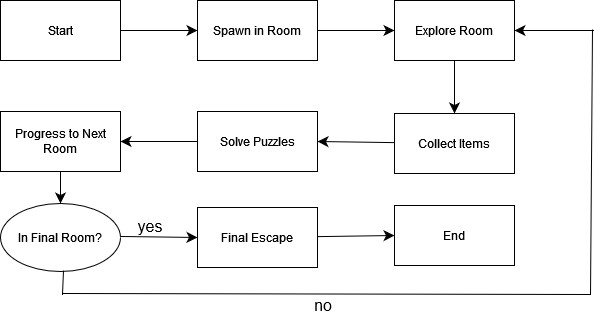 Start
Spawn in Room
Explore Room
Progress to Next
Room
Solve Puzzles
Collect Items
In Final Room?
yes
Final Escape
End
no